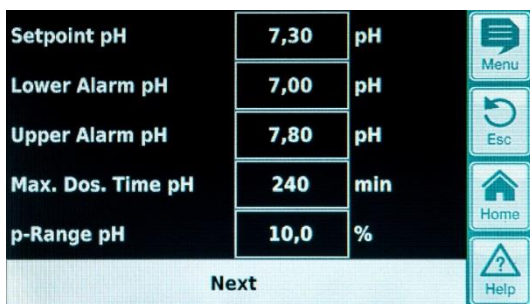 Setpoint pH 7,30 pH
Menu
Lower Alarm pH 7,00 pH
Upper Alarm pH 7,80 pH
Esc
Max. Dos. Time pH 240 min
Home
p-Range pH 10,0 %
Next
Help